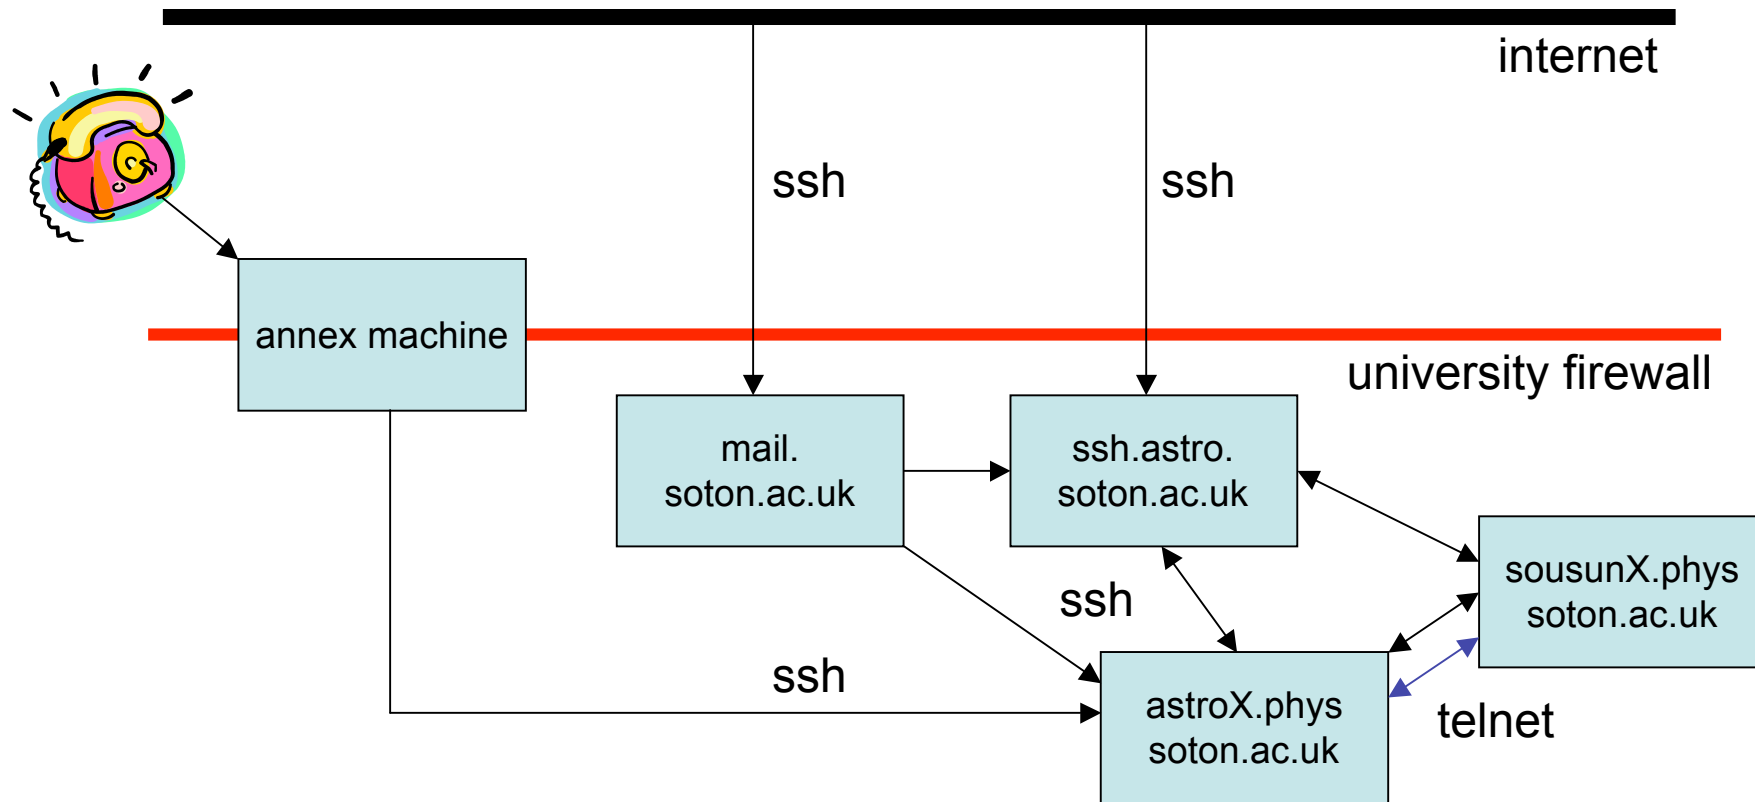 internet
ssh
ssh
annex machine
university firewall
mail.
soton.ac.uk
ssh.astro.
soton.ac.uk
sousunX.phys
soton.ac.uk
ssh
ssh
astroX.phys
soton.ac.uk
telnet